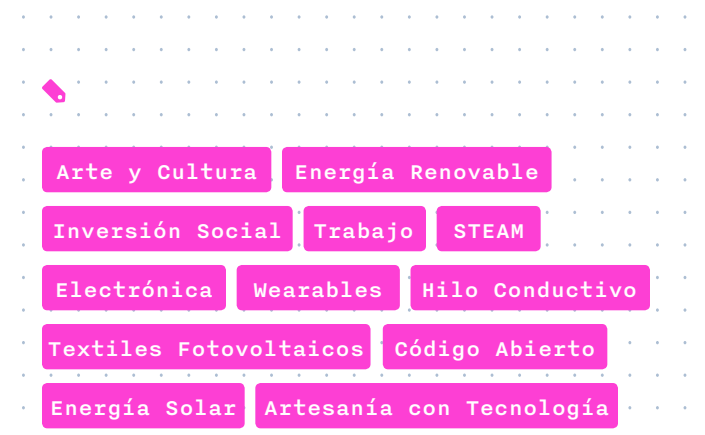 Arte y Cultura Energía Renovable
Inversión Social Trabajo STEAM
Electrónica Wearables Hilo Conductivo
Textiles Fotovoltaicos Código Abierto
Energía Solar Artesanía con Tecnología